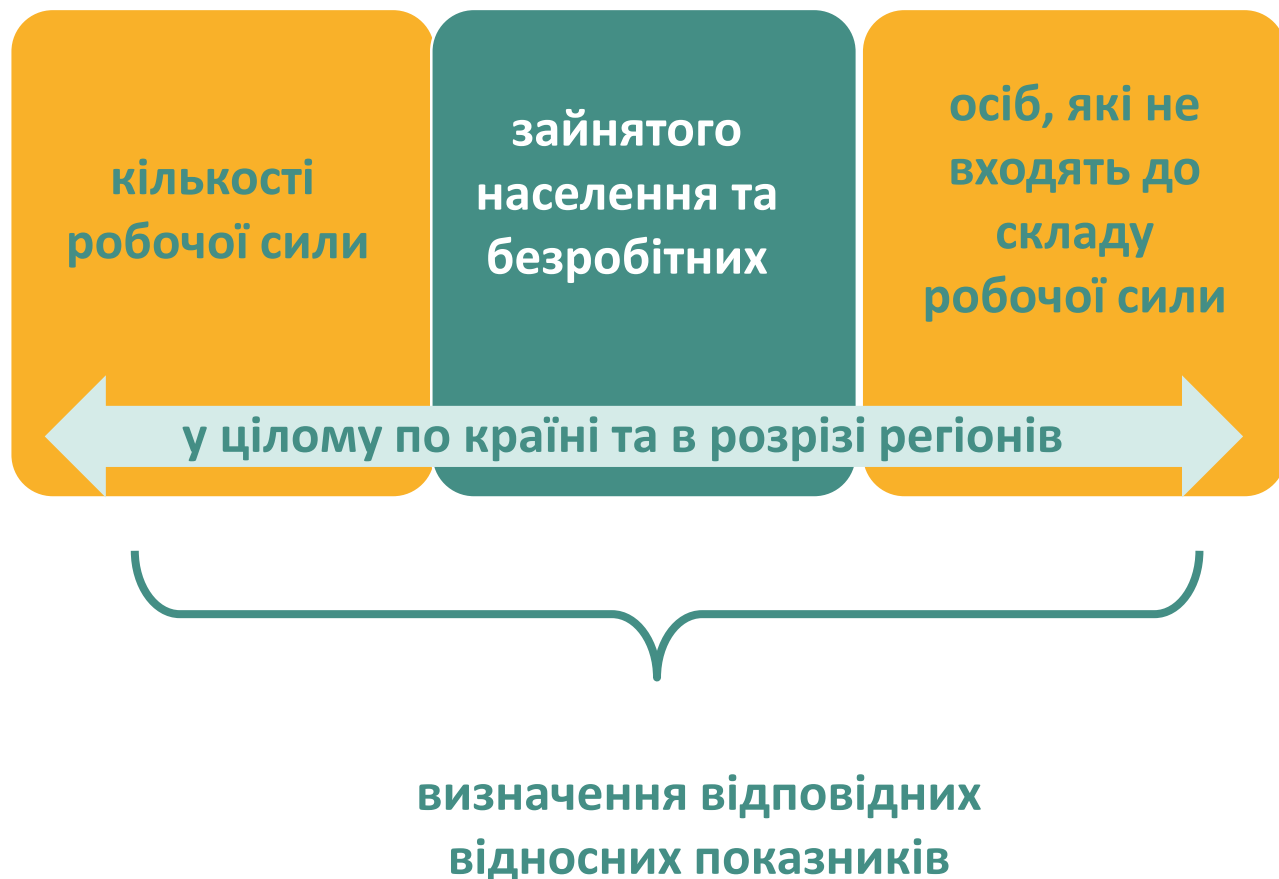 кількості
робочої сили
зайнятого
населення та
безробітних
осіб, які не
входять до
складу
робочої сили
у цілому по країні та в розрізі регіонів
визначення відповідних
відносних показників